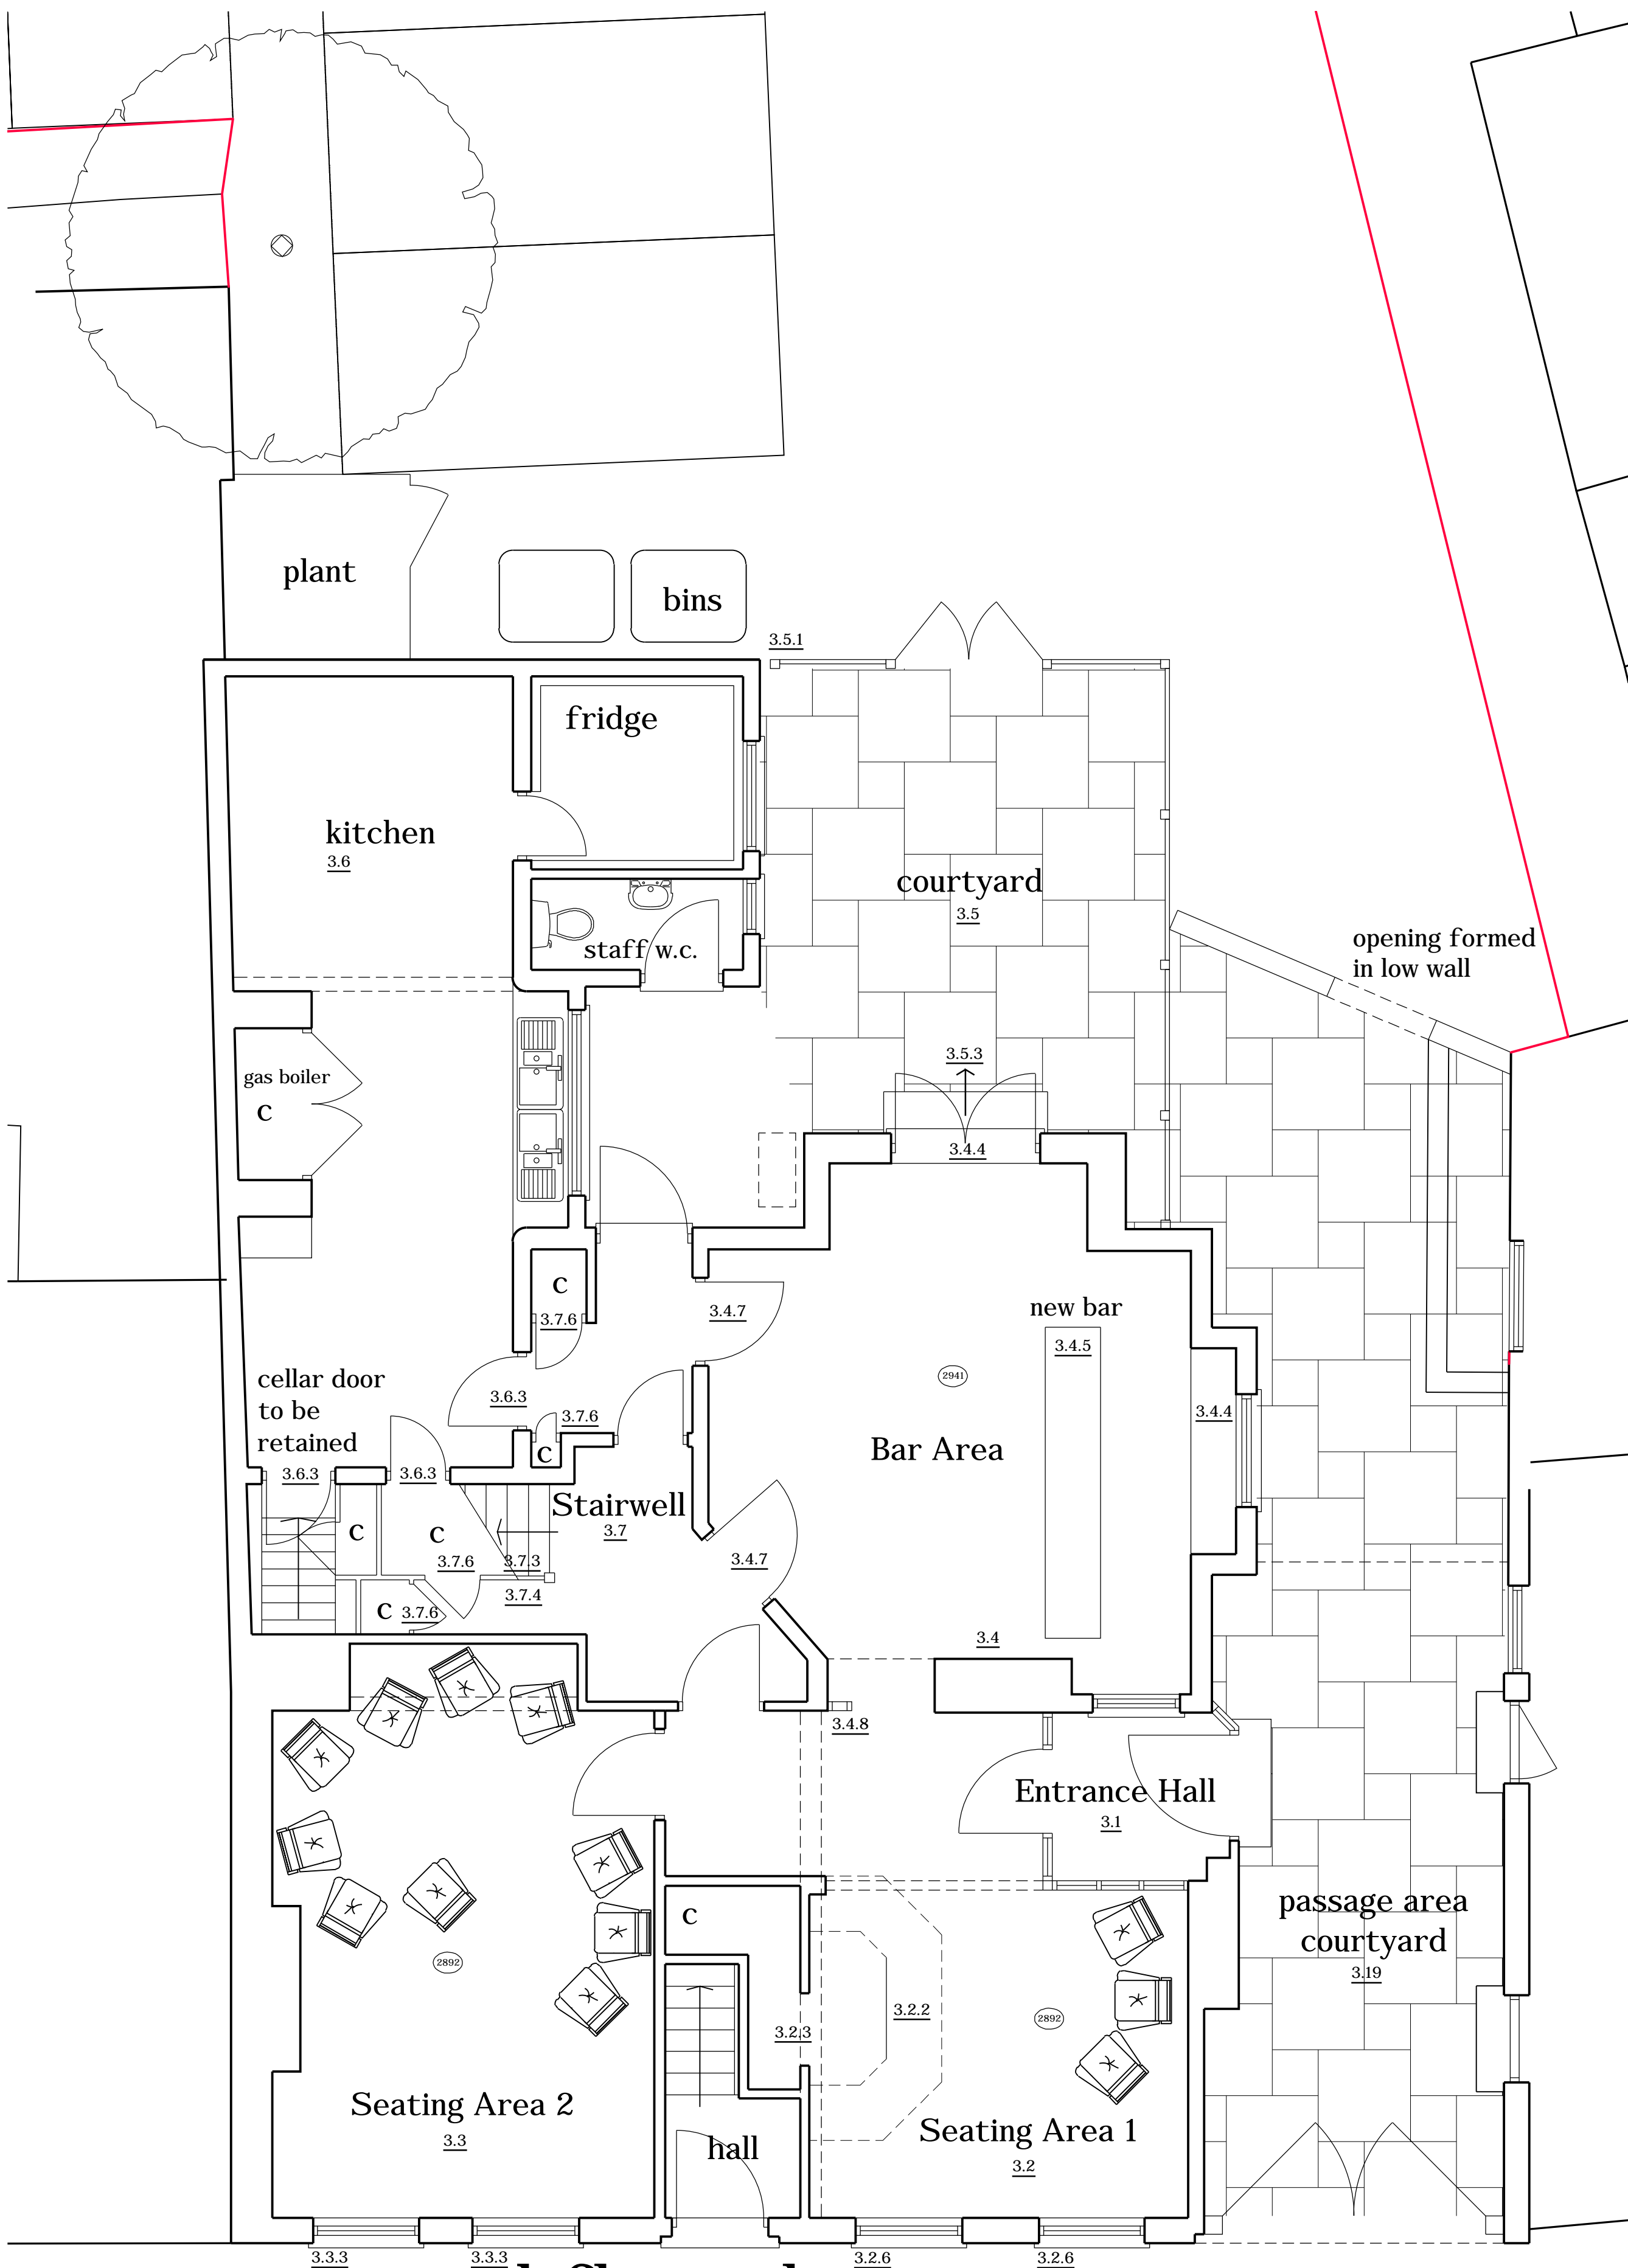 plant
bins
3.5.1
fridge
kitchen
3.6
courtyard
3.5
staff w.c.
opening formed
in low wall
3.5.3
gas boiler
c
3.4.4
c
3.7.6
3.4.7
new bar
3.4.5
2941
cellar door
to be
retained
3.6.3
3.7.6
c
3.4.4
Bar Area
3.6.3
3.6.3
Stairwell
3.7
c
c
3.7.6
3.7.3
3.7.4
3.4.7
c
3.7.6
3.4
3.4.8
Entrance Hall
3.1
passage area
courtyard
3.19
c
2892
3.2.2
3.2.3
2892
Seating Area 2
3.3
hall
Seating Area 1
3.2
3.3.3
3.3.3
3.2.6
3.2.6